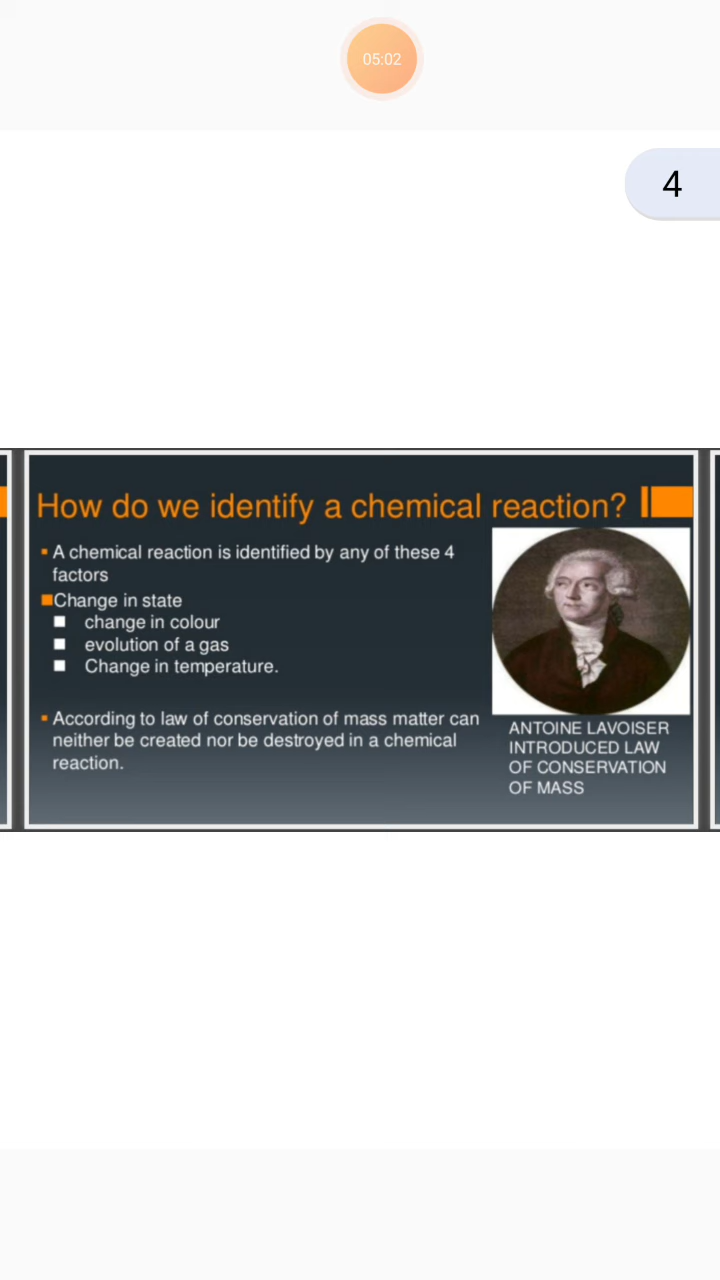 05:02
4
How do we identify a chemical reaction?
A chemical reaction is identified by any of these 4
factors
Change in state
change in colour
evolution of a gas
Change in temperature.
According to law of conservation of mass matter can
neither be created nor be destroyed in a chemical
reaction.
ANTOINE LAVOISER
INTRODUCED LAW
OF CONSERVATION
OF MASS